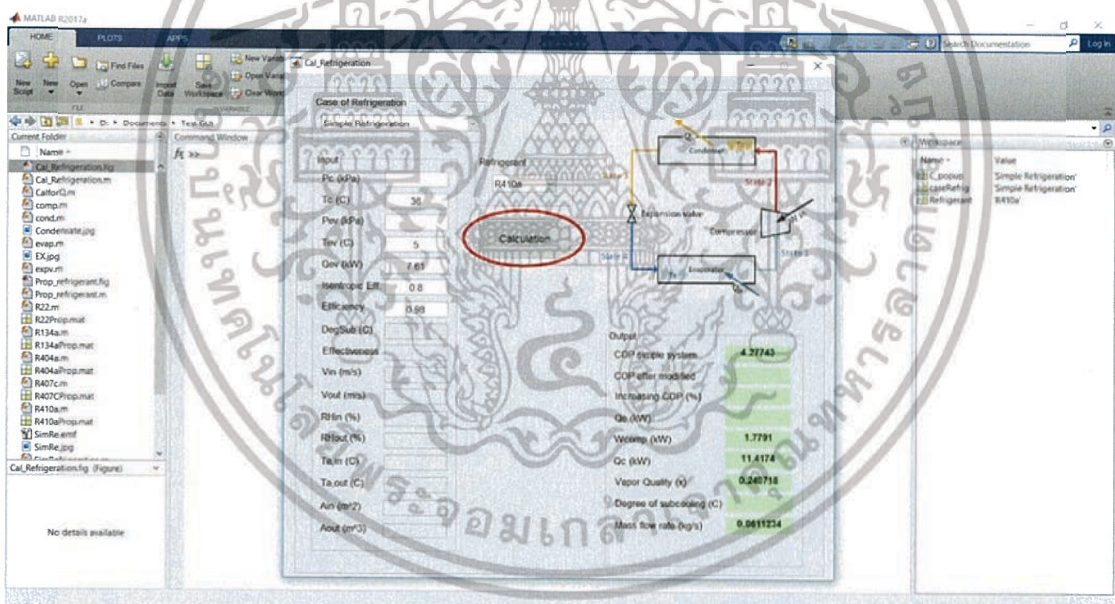 MATLAB R2017a
HOME PLOTS APPS
Search Documentation Log In
New Script New Open Find Files Compare Import Data Save Workspace New Open Clear
FILE VARIABLE
D: Documents Test GUI
Current Folder
Name
Cal_Refrigeration.fig
Cal_Refrigeration.m
CalforQ.m
comp.m
cond.m
Condensate.jpg
evap.m
EX.jpg
expv.m
Prop_refrigerant.fig
Prop_refrigerant.m
R22.m
R22Prop.mat
R134a.m
R134aProp.mat
R404a.m
R404aProp.mat
R407c.m
R407CProp.mat
R410a.m
R410aProp.mat
SimRe.emf
SimRe.jpg
Cal_Refrigeration.fig (Figure)
No details available
Command Window
fx >>
Cal_Refrigeration
Case of Refrigeration
Simple Refrigeration
Input
Pc (kPa)
Tc (C) 36
Pev (kPa)
Tev (C) 5
Qev (kW) 7.61
Isentropic Eff. 0.8
Efficiency 0.98
DegSub (C)
Effectiveness
Vin (m/s)
Vout (m/s)
RHin (%)
RHout (%)
Ta,in (C)
Ta,out (C)
Ain (m^2)
Aout (m^3)
Refrigerant
R410a
Calculation
Condenser
State 3
State 2
Expansion valve
Compressor
State 4
State 1
Evaporator
Output
COP simple system 4.27743
COP after modified
Increasing COP (%)
Qe (kW)
Wcomp (kW) 1.7791
Qc (kW) 11.4174
Vapor Quality (x) 0.240718
Degree of subcooling (C)
Mass flow rate (kg/s) 0.0611234
Workspace
Name Value
C_popup 'Simple Refrigeration'
caseRefrig 'Simple Refrigeration'
Refrigerant 'R410a'